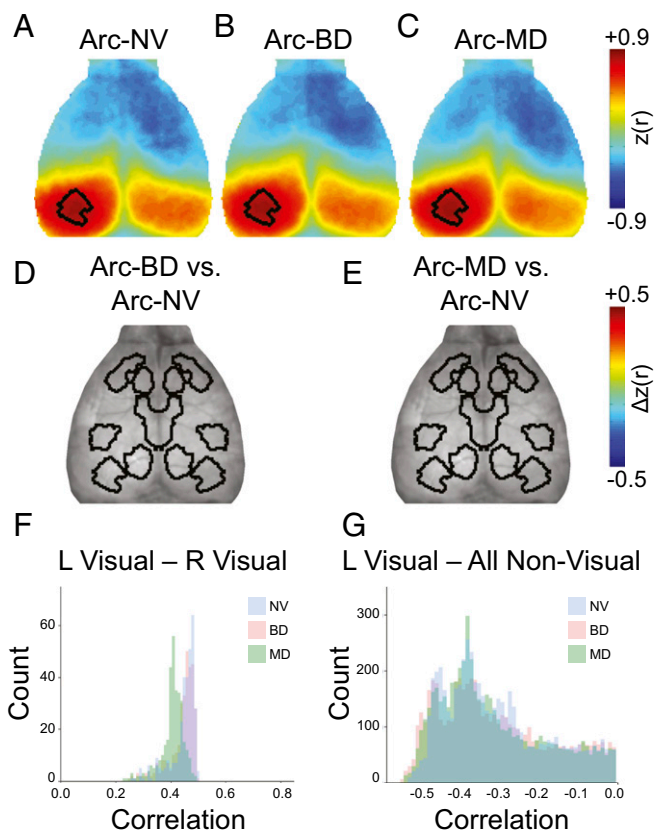 A
Arc-NV
B
Arc-BD
C
Arc-MD
+0.9
z(r)
-0.9
D
Arc-BD vs.
Arc-NV
E
Arc-MD vs.
Arc-NV
+0.5
Δz(r)
-0.5
F
L Visual – R Visual
60
40
20
0
Count
NV
BD
MD
0.0 0.2 0.4 0.6 0.8
Correlation
G
L Visual – All Non-Visual
300
200
100
0
Count
NV
BD
MD
-0.5 -0.4 -0.3 -0.2 -0.1 0.0
Correlation